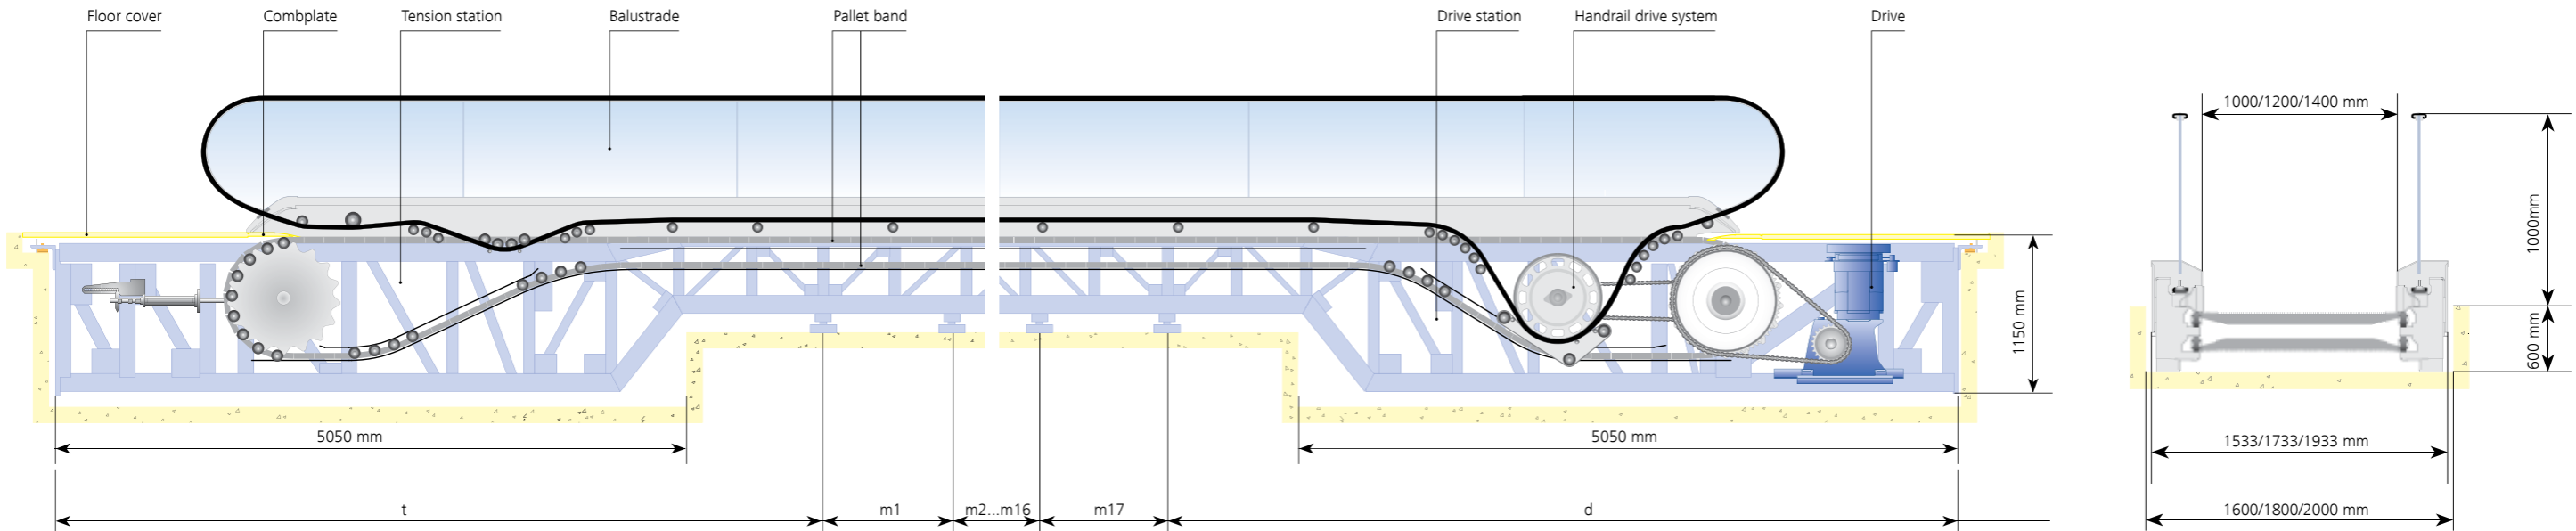 Floor cover
Combplate
Tension station
Balustrade
Pallet band
Drive station
Handrail drive system
Drive
1000/1200/1400 mm
1000mm
600 mm
1150 mm
5050 mm
5050 mm
1533/1733/1933 mm
t
m1
m2...m16
m17
d
1600/1800/2000 mm